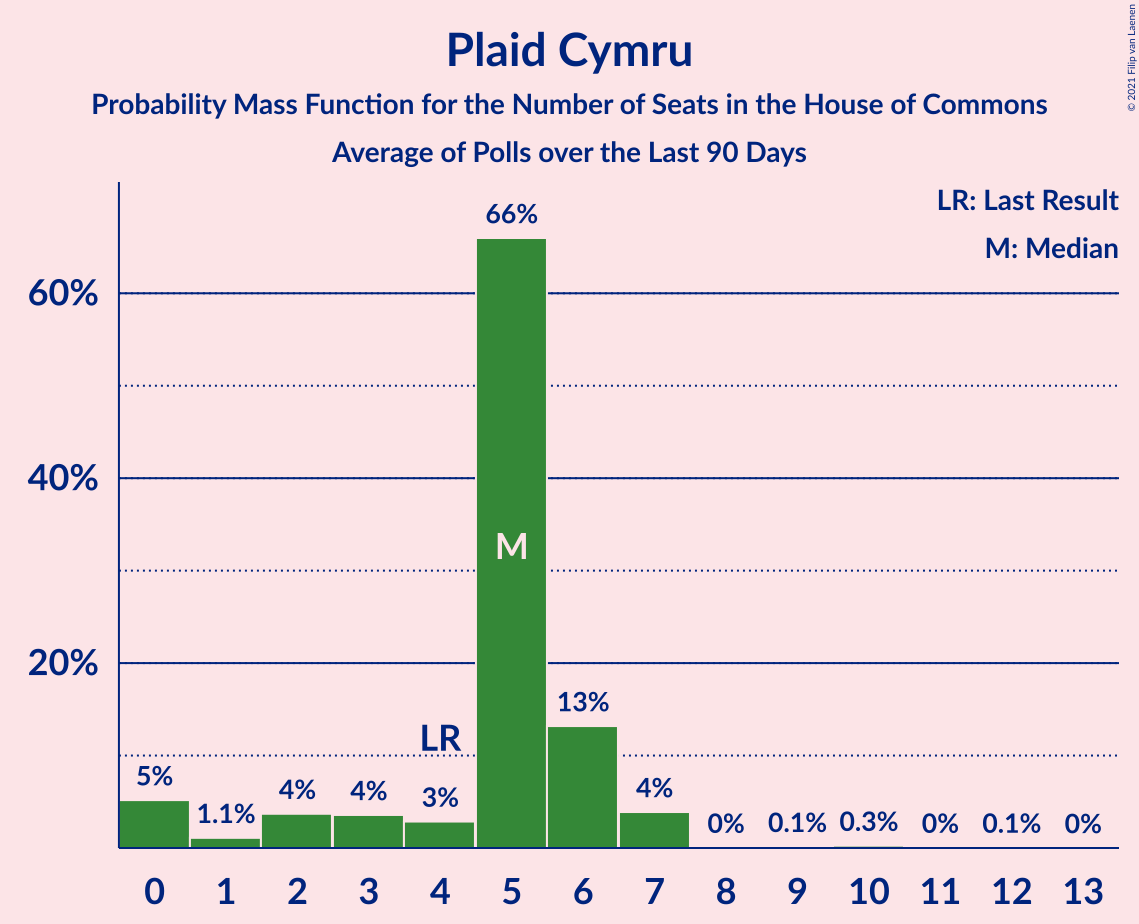 Plaid Cymru
Probability Mass Function for the Number of Seats in the House of Commons
Average of Polls over the Last 90 Days
© 2021 Filip van Laenen
LR: Last Result
M: Median
60%
40%
20%
66%
M
13%
LR
5%
1.1%
4%
4%
3%
4%
0%
0.1%
0.3%
0%
0.1%
0%
0 1 2 3 4 5 6 7 8 9 10 11 12 13